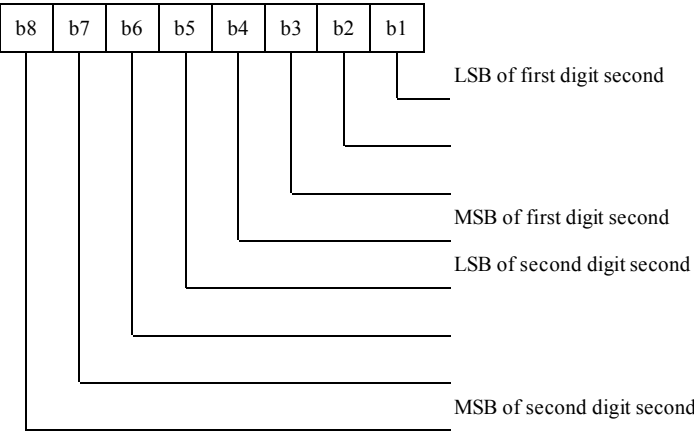 b8 b7 b6 b5 b4 b3 b2 b1
LSB of first digit second
MSB of first digit second
LSB of second digit second
MSB of second digit second